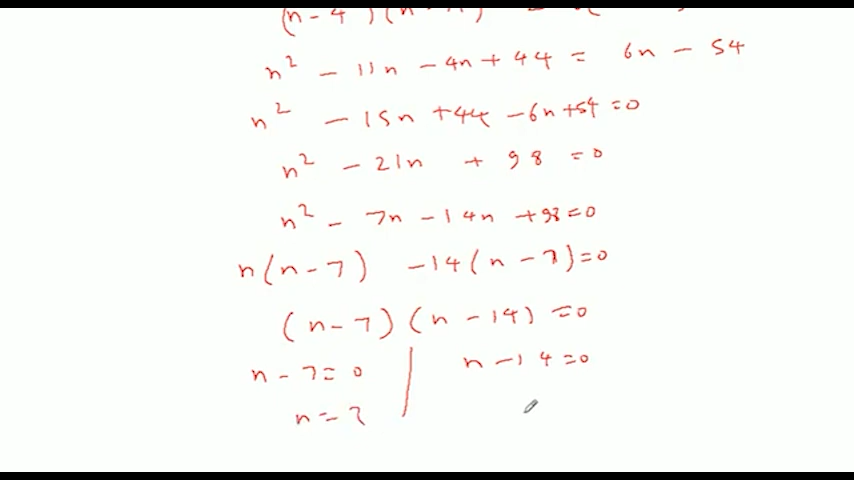 (n - 4)(n
n² - 11n - 4n + 44 = 6n - 54
n² - 15n + 44 - 6n + 54 = 0
n² - 21n + 98 = 0
n² - 7n - 14n + 98 = 0
n(n - 7) - 14(n - 7) = 0
(n - 7)(n - 14) = 0
n - 7 = 0 n - 14 = 0
n = 7